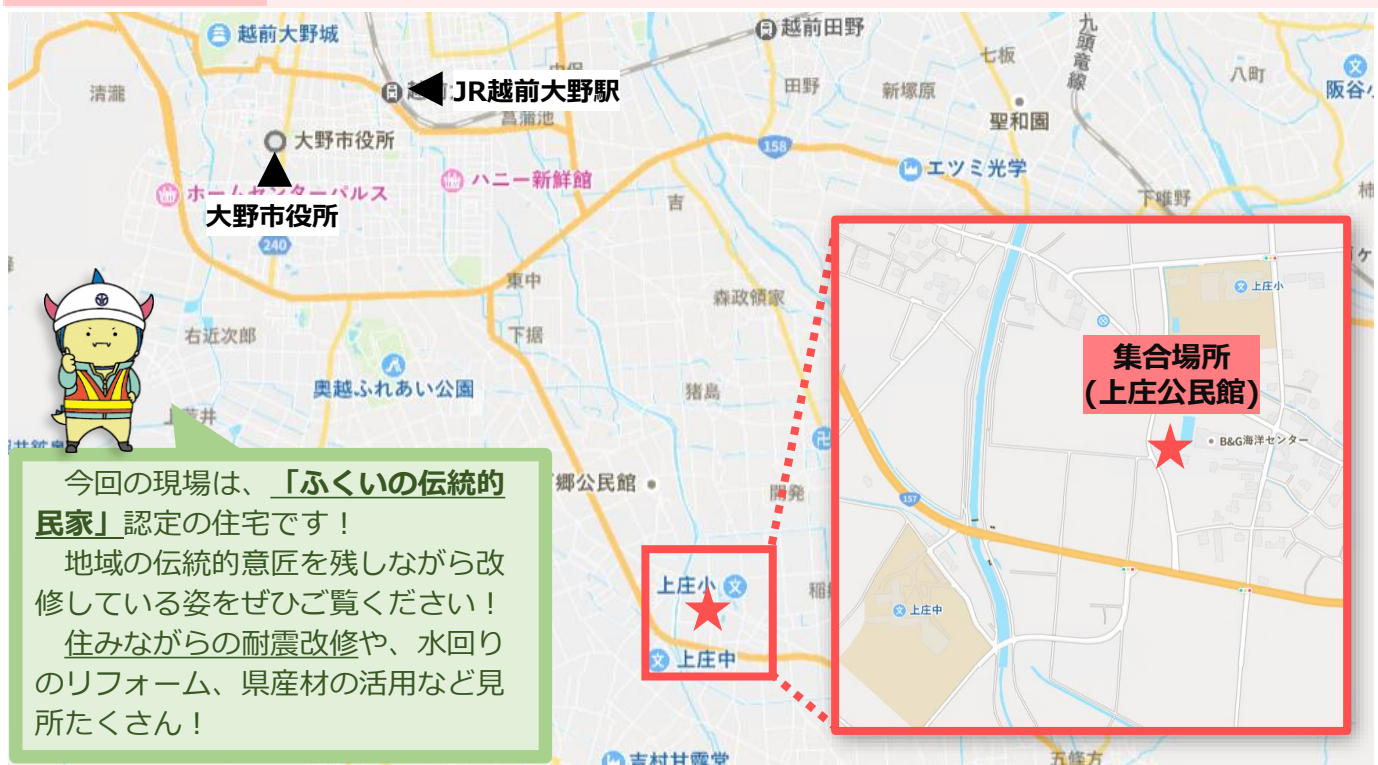 越前大野城
越前田野
九頭竜線
七板
八町
阪谷小
清瀧
JR越前大野駅
田野
新塚原
菖蒲池
聖和園
大野市役所
158
エツミ光学
ハニー新鮮館
ホームセンターパルス
下唯野
大野市役所
吉
240
東中
森政領家
右近次郎
下据
上庄小
奥越ふれあい公園
猪島
集合場所
(上庄公民館)
B&G海洋センター
今回の現場は、「ふくいの伝統的
民家」認定の住宅です！
地域の伝統的意匠を残しながら改
修している姿をぜひご覧ください！
住みながらの耐震改修や、水回り
のリフォーム、県産材の活用など見
所たくさん！
郷公民館
開発
157
上庄小
上庄中
上庄中
吉村甘露堂
五條方